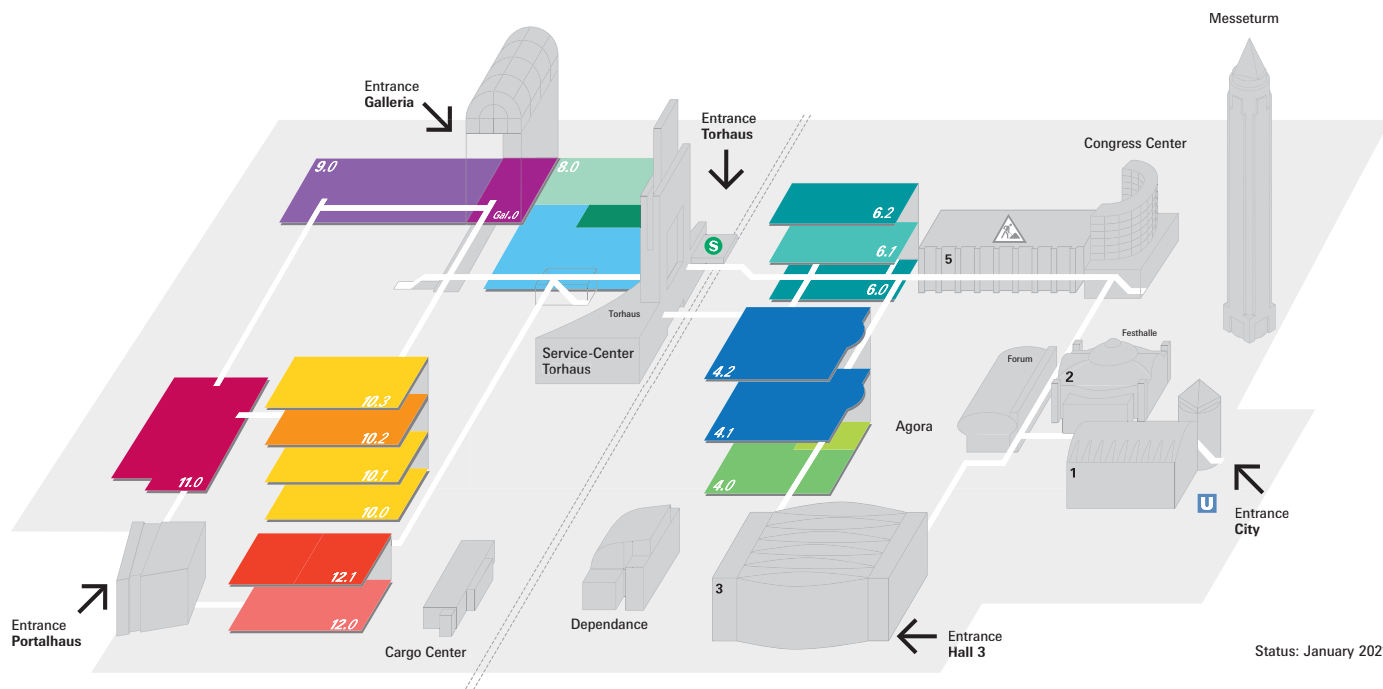 Messeturm
Entrance
Galleria
Entrance
Torhaus
Congress Center
9.0
8.0
Gal.0
S
6.2
6.1
6.0
5
Torhaus
Service-Center
Torhaus
4.2
4.1
4.0
Agora
Forum
Festhalle
2
1
U
Entrance
City
10.3
10.2
10.1
10.0
11.0
12.1
12.0
Entrance
Portalhaus
Cargo Center
Dependance
3
Entrance
Hall 3
Status: January 202